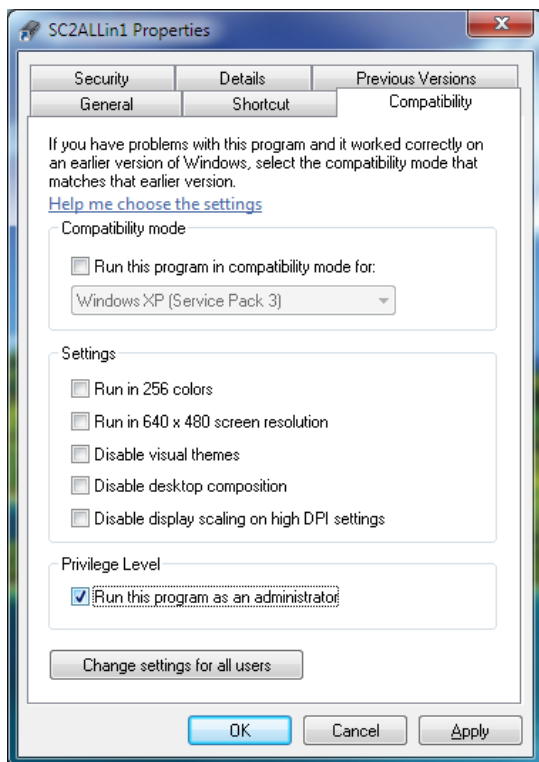 SC2ALLin1 Properties
Security Details Previous Versions
General Shortcut Compatibility
If you have problems with this program and it worked correctly on
an earlier version of Windows, select the compatibility mode that
matches that earlier version.
Help me choose the settings
Compatibility mode
Run this program in compatibility mode for:
Windows XP (Service Pack 3)
Settings
Run in 256 colors
Run in 640 x 480 screen resolution
Disable visual themes
Disable desktop composition
Disable display scaling on high DPI settings
Privilege Level
Run this program as an administrator
Change settings for all users
OK Cancel Apply